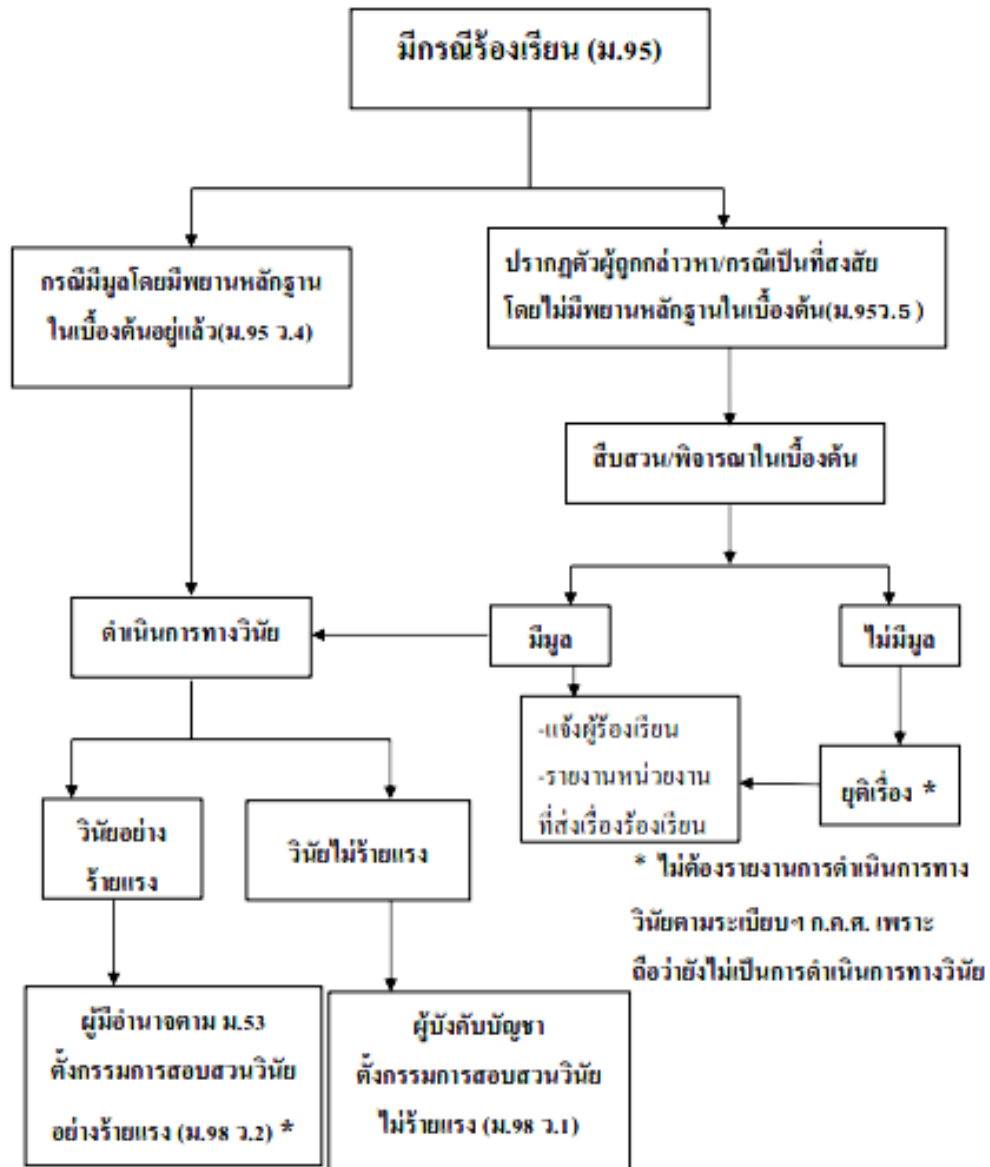 มีกรณีร้องเรียน (ม.95)
กรณีมีมูลโดยมีพยานหลักฐาน
ในเบื้องต้นอยู่แล้ว(ม.95 ว.4)
ปรากฏตัวผู้ถูกกล่าวหา/กรณีเป็นที่สงสัย
โดยไม่มีพยานหลักฐานในเบื้องต้น(ม.95ว.5 )
สืบสวน/พิจารณาในเบื้องต้น
ดำเนินการทางวินัย
มีมูล
ไม่มีมูล
-แจ้งผู้ร้องเรียน
-รายงานหน่วยงาน
ที่ส่งเรื่องร้องเรียน
ยุติเรื่อง *
วินัยอย่าง
ร้ายแรง
วินัยไม่ร้ายแรง
* ไม่ต้องรายงานการดำเนินการทาง
วินัยตามระเบียบฯ ก.ค.ศ. เพราะ
ถือว่ายังไม่เป็นการดำเนินการทางวินัย
ผู้มีอำนาจตาม ม.53
ตั้งกรรมการสอบสวนวินัย
อย่างร้ายแรง (ม.98 ว.2) *
ผู้บังคับบัญชา
ตั้งกรรมการสอบสวนวินัย
ไม่ร้ายแรง (ม.98 ว.1)